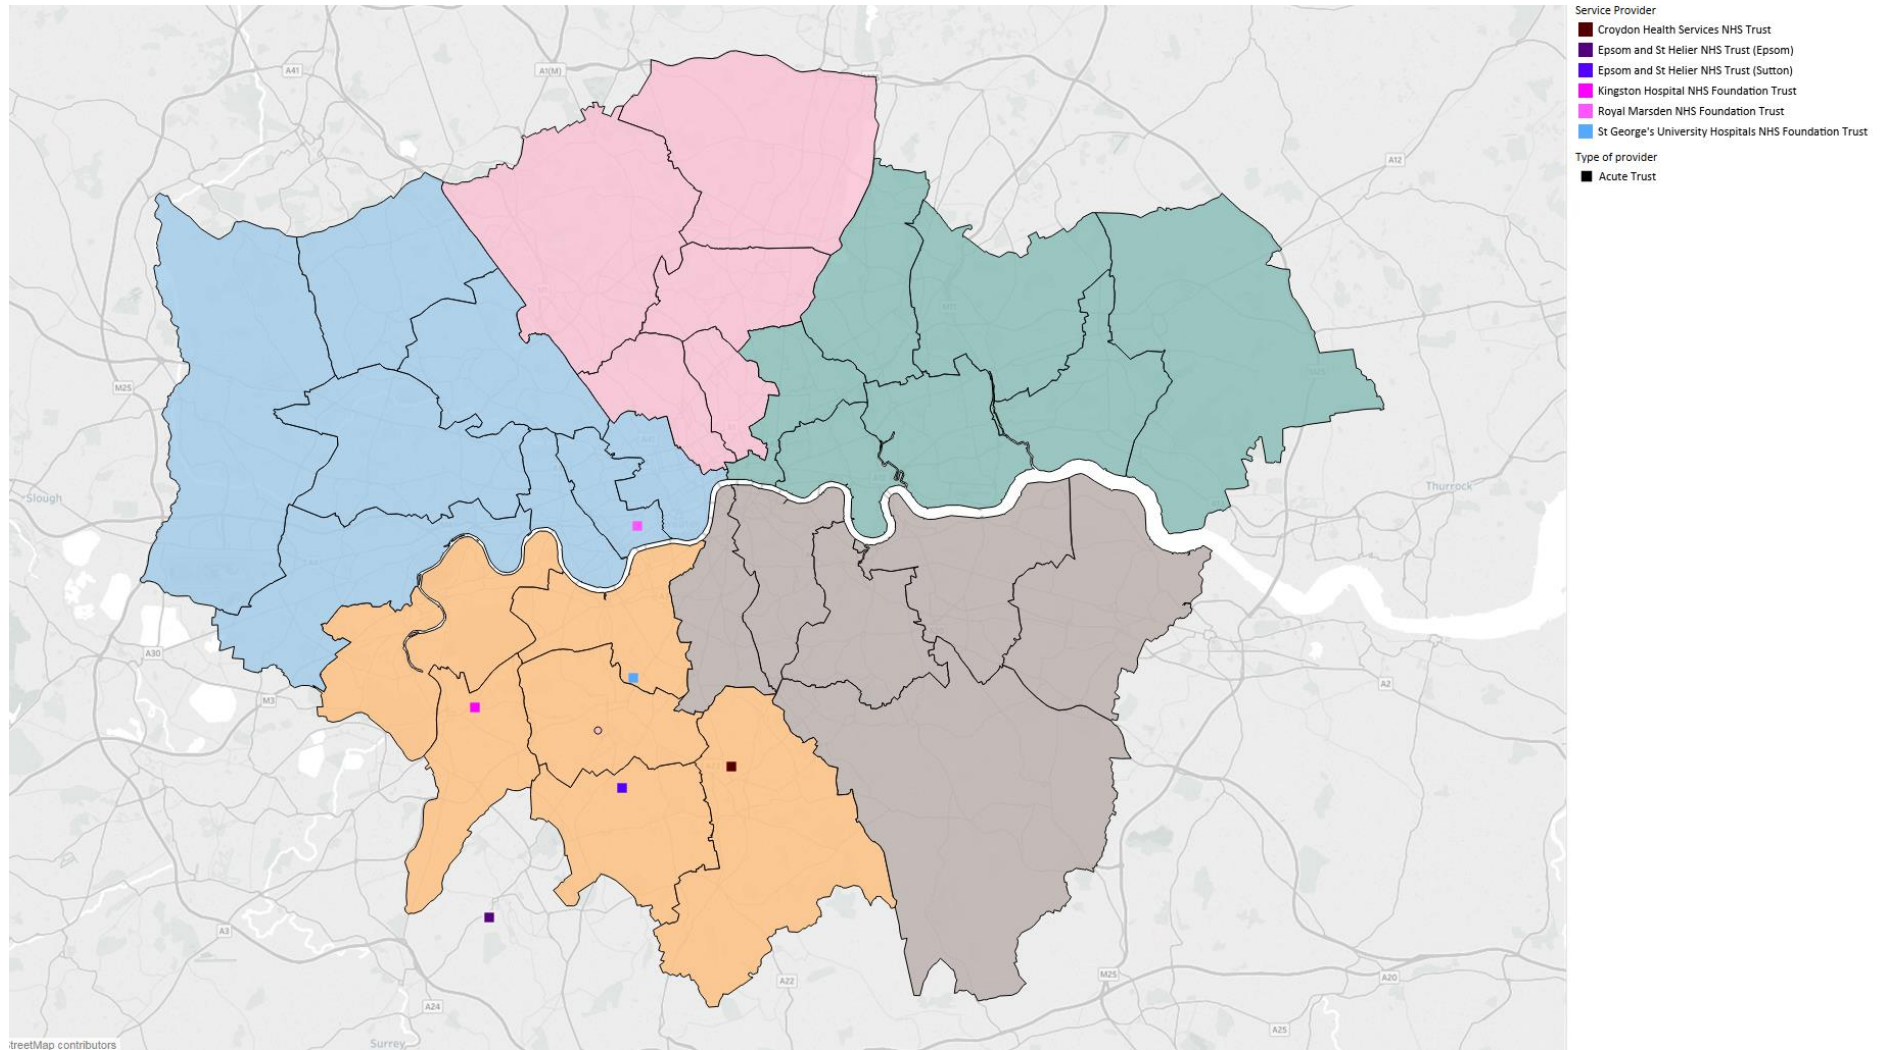 Service Provider
Croydon Health Services NHS Trust
Epsom and St Helier NHS Trust (Epsom)
Epsom and St Helier NHS Trust (Sutton)
Kingston Hospital NHS Foundation Trust
Royal Marsden NHS Foundation Trust
St George's University Hospitals NHS Foundation Trust
Type of provider
Acute Trust
A41
A1(M)
A12
M25
M25
Slough
Thurrock
A30
M3
A2
A3
A22
M25
A20
A24
A25
Surrey
StreetMap contributors